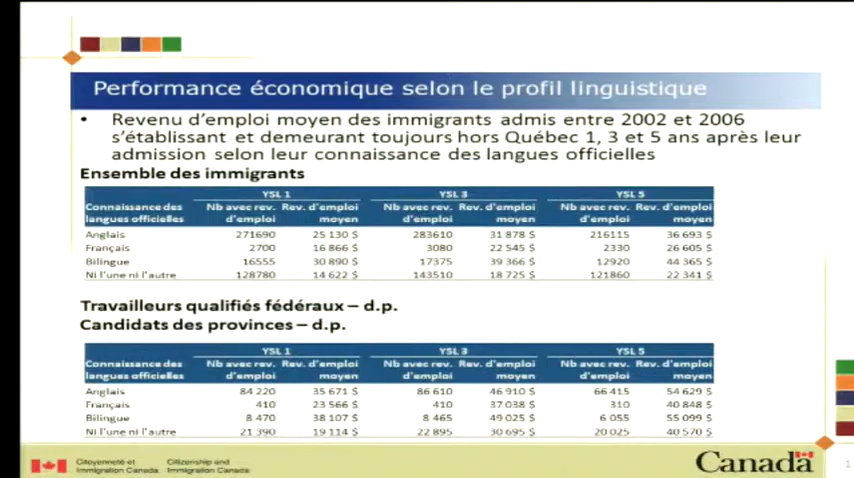 Performance économique selon le profil linguistique
• Revenu d'emploi moyen des immigrants admis entre 2002 et 2006
s'établissant et demeurant toujours hors Québec 1, 3 et 5 ans après leur
admission selon leur connaissance des langues officielles
Ensemble des immigrants
YSL 1 YSL 3 YSL 5
Connaissance des Nb avec rev. Rev. d'emploi Nb avec rev. Rev. d'emploi Nb avec rev. Rev. d'emploi
langues officielles d'emploi moyen d'emploi moyen d'emploi moyen
Anglais 271690 25 130 $ 283610 31 878 $ 216115 36 693 $
Français 2700 16 866 $ 3080 22 545 $ 2330 26 605 $
Bilingue 16555 30 890 $ 17375 39 366 $ 12920 44 365 $
Ni l'une ni l'autre 128780 14 622 $ 143510 18 725 $ 121860 22 341 $
Travailleurs qualifiés fédéraux – d.p.
Candidats des provinces – d.p.
YSL 1 YSL 3 YSL 5
Connaissance des Nb avec rev. Rev. d'emploi Nb avec rev. Rev. d'emploi Nb avec rev. Rev. d'emploi
langues officielles d'emploi moyen d'emploi moyen d'emploi moyen
Anglais 84 220 35 671 $ 86 610 46 910 $ 66 415 54 629 $
Français 410 23 566 $ 410 37 038 $ 310 40 848 $
Bilingue 8 470 38 107 $ 8 465 49 025 $ 6 055 55 099 $
Ni l'une ni l'autre 21 390 19 114 $ 22 895 30 695 $ 20 025 40 570 $
Citoyenneté et Citizenship and
Immigration Canada Immigration Canada
Canada
1